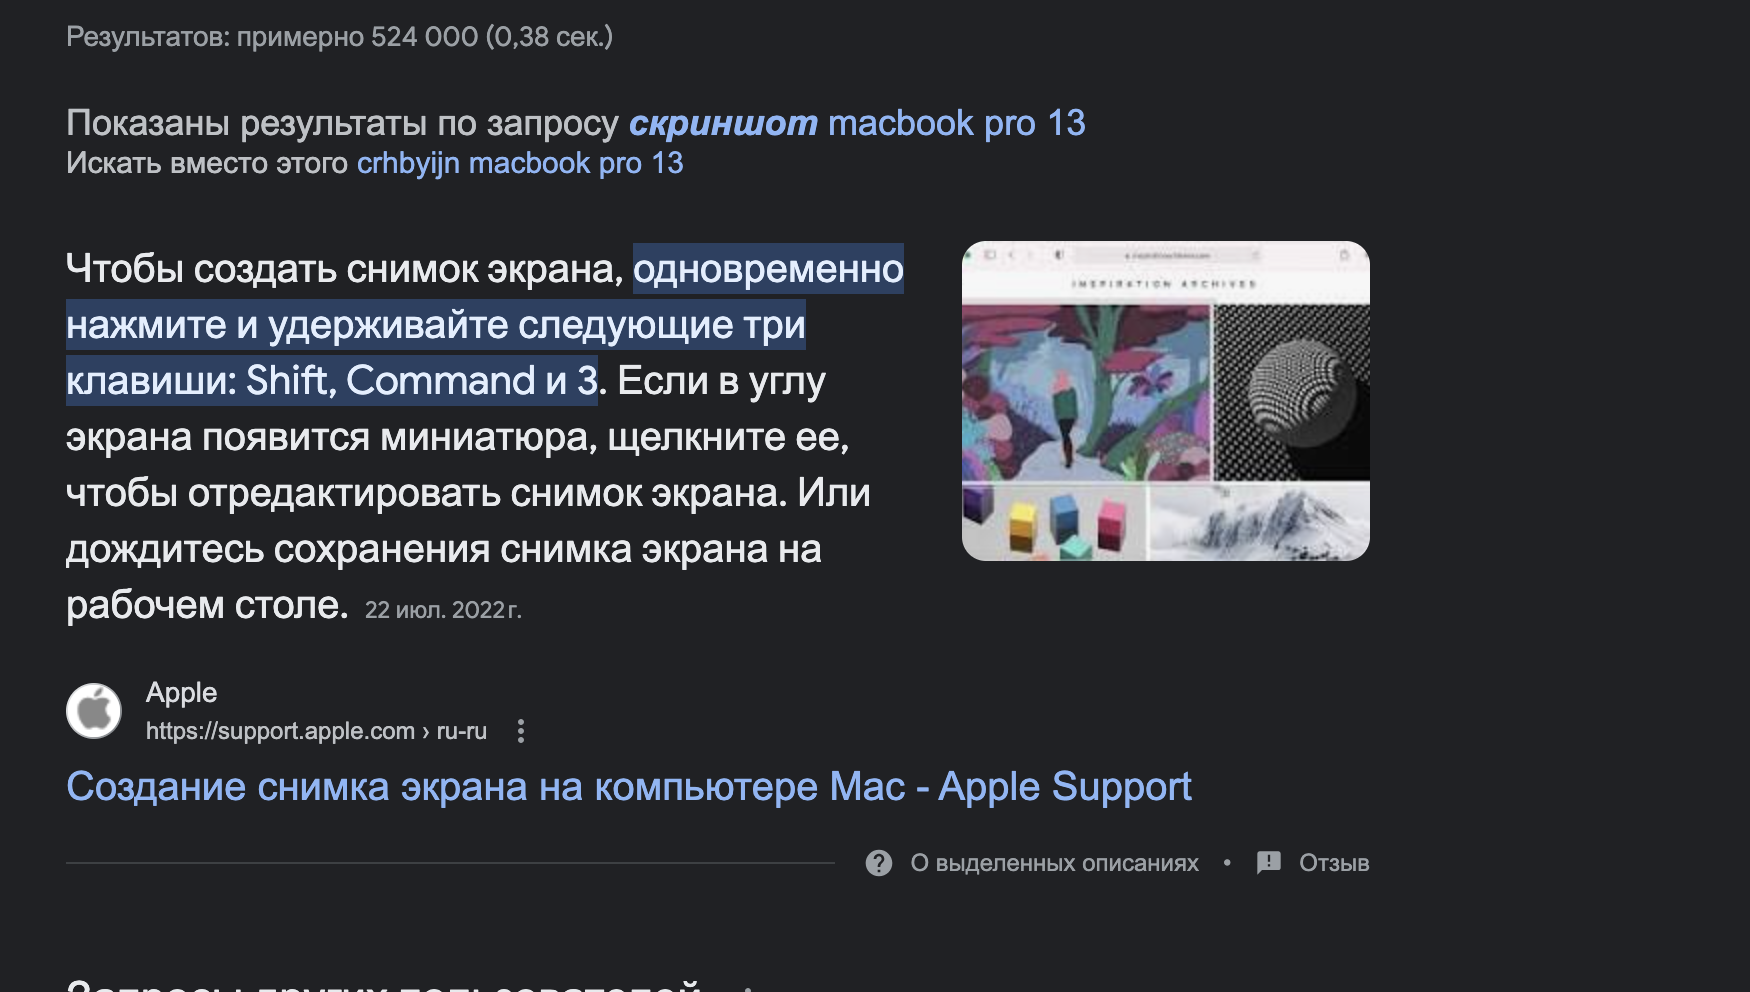 Результатов: примерно 524 000 (0,38 сек.)
Показаны результаты по запросу скриншот macbook pro 13
Искать вместо этого crhbyijn macbook pro 13
Чтобы создать снимок экрана, одновременно
нажмите и удерживайте следующие три
клавиши: Shift, Command и 3. Если в углу
экрана появится миниатюра, щелкните ее,
чтобы отредактировать снимок экрана. Или
дождитесь сохранения снимка экрана на
рабочем столе. 22 июл. 2022 г.
INSPIRATION ARCHIVES
Apple
https://support.apple.com › ru-ru
Создание снимка экрана на компьютере Mac - Apple Support
О выделенных описаниях • Отзыв
Запросы других пользователей